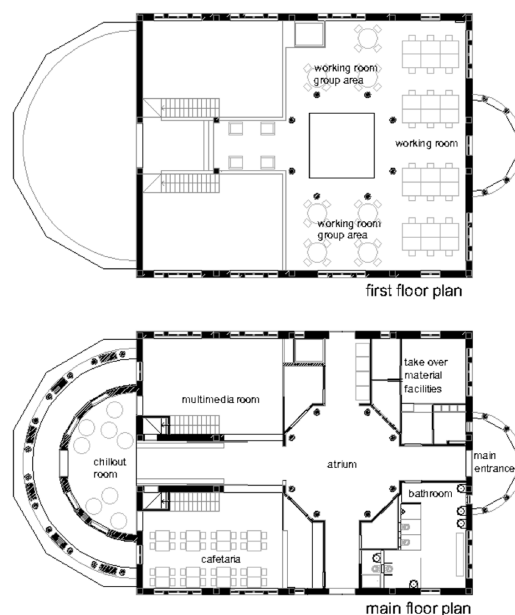 working room
group area
working room
working room
group area
first floor plan
take over
material
facilities
multimedia room
main
entrance
chillout
room
atrium
bathroom
cafetaria
main floor plan